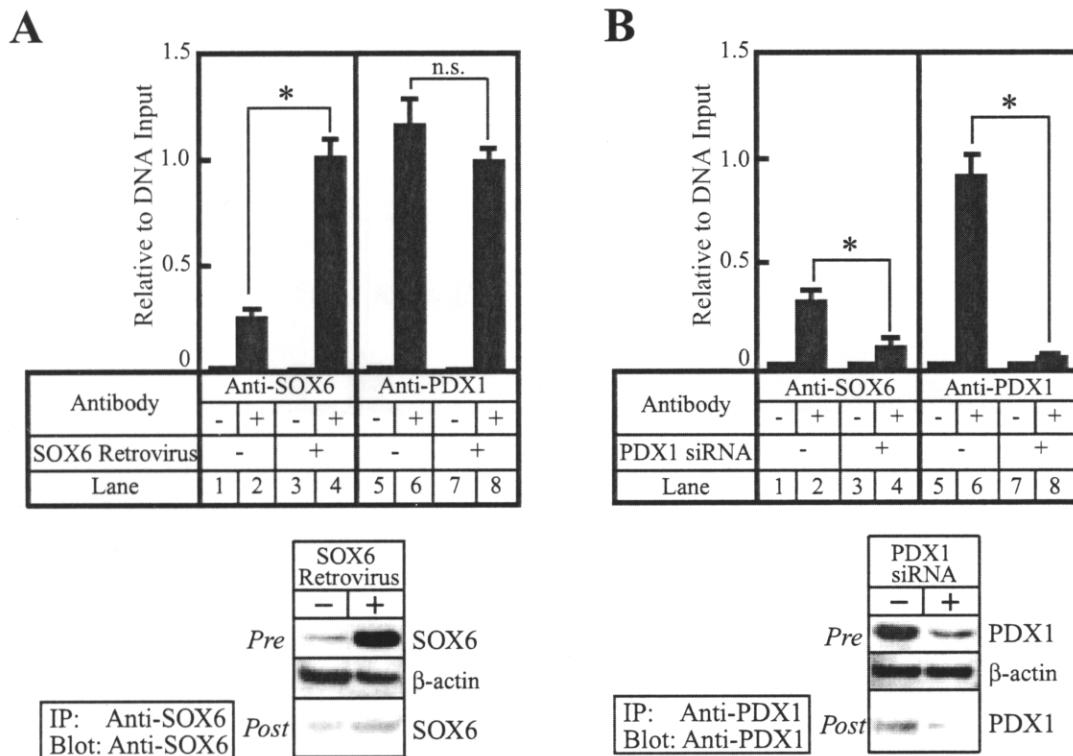 A
1.5
1.0
0.5
0
Relative to DNA Input
*
n.s.
Antibody
Anti-SOX6 Anti-PDX1
- + - + - + - +
SOX6 Retrovirus - + - +
Lane 1 2 3 4 5 6 7 8
SOX6
Retrovirus
− +
Pre SOX6
β-actin
Post SOX6
IP: Anti-SOX6
Blot: Anti-SOX6
B
1.5
1.0
0.5
0
Relative to DNA Input
*
*
Antibody
Anti-SOX6 Anti-PDX1
- + - + - + - +
PDX1 siRNA - + - +
Lane 1 2 3 4 5 6 7 8
PDX1
siRNA
− +
Pre PDX1
β-actin
Post PDX1
IP: Anti-PDX1
Blot: Anti-PDX1